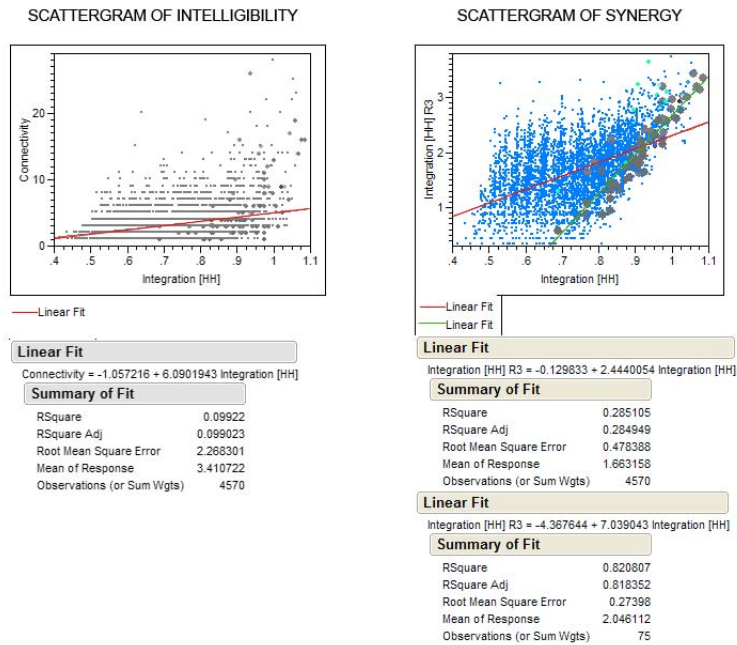 SCATTERGRAM OF INTELLIGIBILITY
Connectivity
20
10
0
.4 .5 .6 .7 .8 .9 1 1.1
Integration [HH]
Linear Fit
Linear Fit
Connectivity = -1.057216 + 6.0901943 Integration [HH]
Summary of Fit
RSquare 0.09922
RSquare Adj 0.099023
Root Mean Square Error 2.268301
Mean of Response 3.410722
Observations (or Sum Wgts) 4570
SCATTERGRAM OF SYNERGY
Integration [HH] R3
3
2
1
.4 .5 .6 .7 .8 .9 1 1.1
Integration [HH]
Linear Fit
Linear Fit
Linear Fit
Integration [HH] R3 = -0.129833 + 2.4440054 Integration [HH]
Summary of Fit
RSquare 0.285105
RSquare Adj 0.284949
Root Mean Square Error 0.478388
Mean of Response 1.663158
Observations (or Sum Wgts) 4570
Linear Fit
Integration [HH] R3 = -4.367644 + 7.039043 Integration [HH]
Summary of Fit
RSquare 0.820807
RSquare Adj 0.818352
Root Mean Square Error 0.27398
Mean of Response 2.046112
Observations (or Sum Wgts) 75